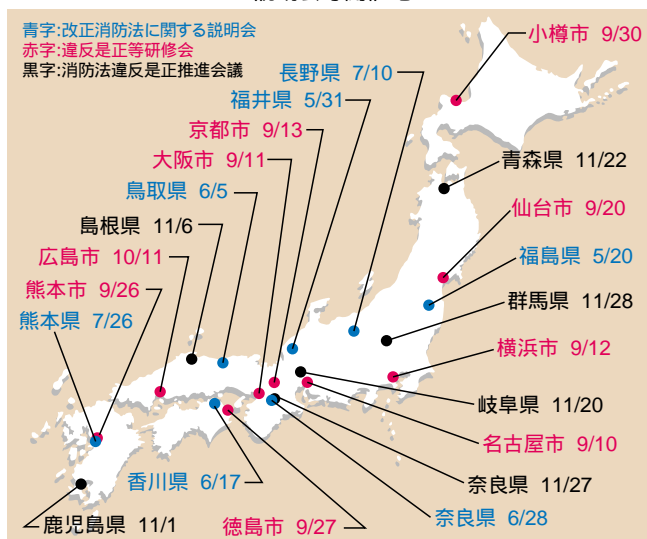 青字:改正消防法に関する説明会
赤字:違反是正等研修会
黒字:消防法違反是正推進会議
小樽市 9/30
長野県 7/10
福井県 5/31
京都市 9/13
大阪市 9/11
鳥取県 6/5
島根県 11/6
広島市 10/11
熊本市 9/26
熊本県 7/26
青森県 11/22
仙台市 9/20
福島県 5/20
群馬県 11/28
横浜市 9/12
岐阜県 11/20
名古屋市 9/10
奈良県 11/27
奈良県 6/28
香川県 6/17
徳島市 9/27
鹿児島県 11/1